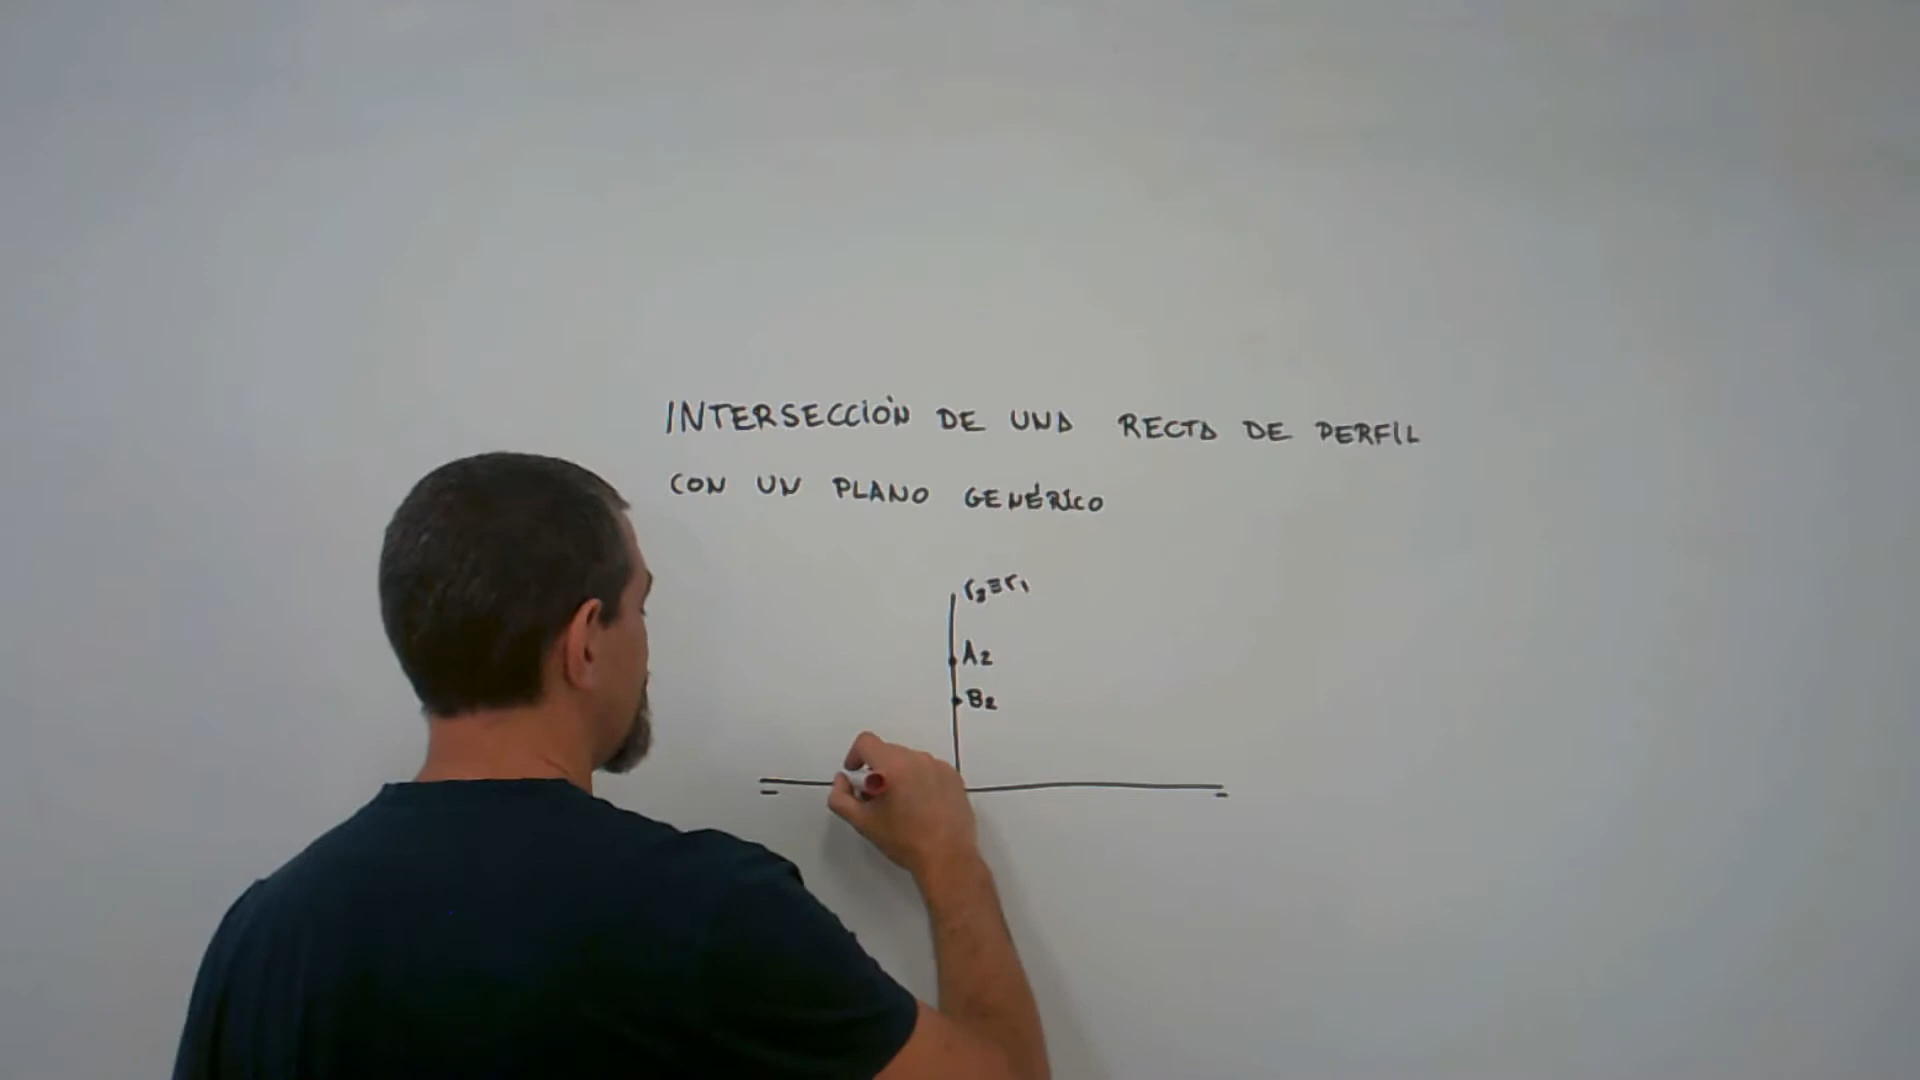 INTERSECCIÓN DE UNA RECTA DE PERFIL
CON UN PLANO GENÉRICO
r₂≡r₁
A₂
B₂